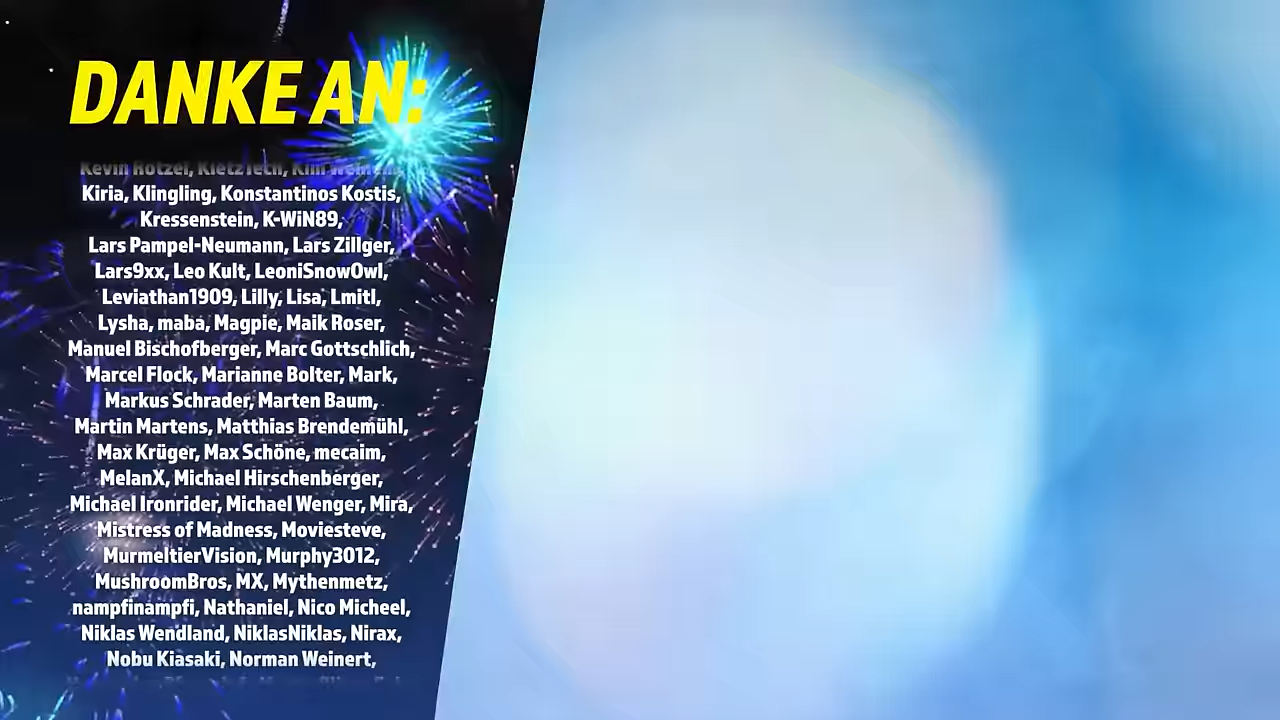 DANKE AN:
Kevin Rötzel, KietzTech, Kim
Kiria, Klingling, Konstantinos Kostis,
Kressenstein, K-WiN89,
Lars Pampel-Neumann, Lars Zillger,
Lars9xx, Leo Kult, LeoniSnowOwl,
Leviathan1909, Lilly, Lisa, Lmitl,
Lysha, maba, Magpie, Maik Roser,
Manuel Bischofberger, Marc Gottschlich,
Marcel Flock, Marianne Bolter, Mark,
Markus Schrader, Marten Baum,
Martin Martens, Matthias Brendemühl,
Max Krüger, Max Schöne, mecaim,
MelanX, Michael Hirschenberger,
Michael Ironrider, Michael Wenger, Mira,
Mistress of Madness, Moviesteve,
MurmeltierVision, Murphy3012,
MushroomBros, MX, Mythenmetz,
nampfinampfi, Nathaniel, Nico Micheel,
Niklas Wendland, NiklasNiklas, Nirax,
Nobu Kiasaki, Norman Weinert,